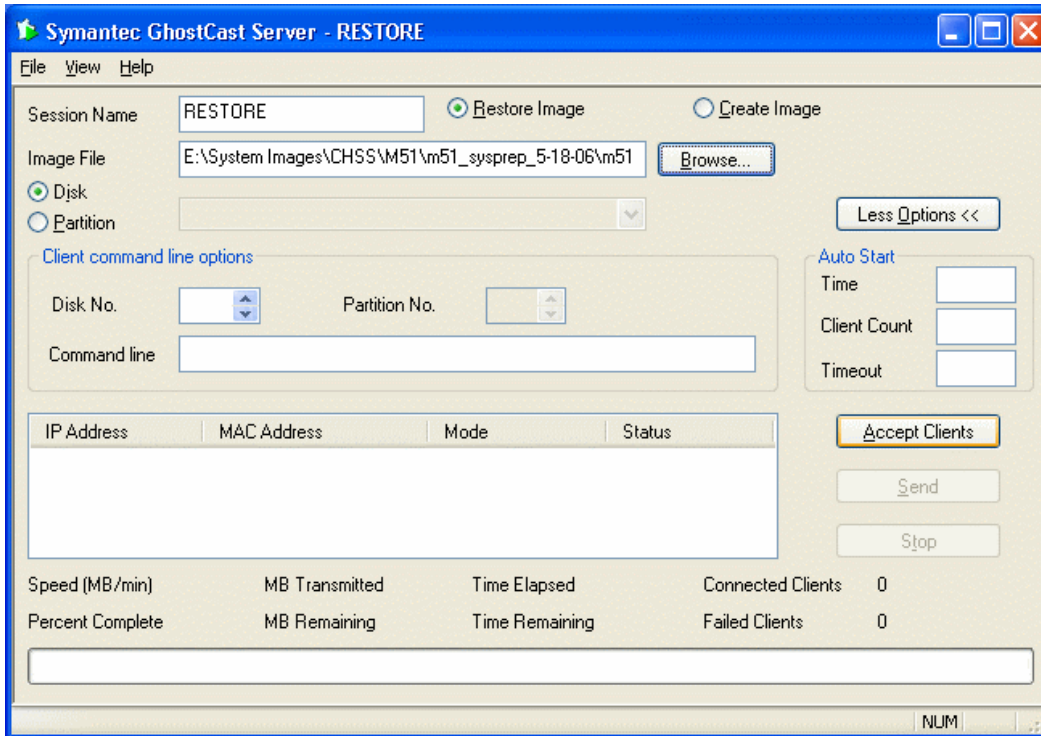 Symantec GhostCast Server - RESTORE
File View Help
Session Name RESTORE Restore Image Create Image
Image File E:\System Images\CHSS\M51\m51_sysprep_5-18-06\m51 Browse...
Disk
Partition Less Options <<
Client command line options Auto Start
Time
Disk No. Partition No.
Client Count
Command line
Timeout
IP Address MAC Address Mode Status
Accept Clients
Send
Stop
Speed (MB/min) MB Transmitted Time Elapsed Connected Clients 0
Percent Complete MB Remaining Time Remaining Failed Clients 0
NUM